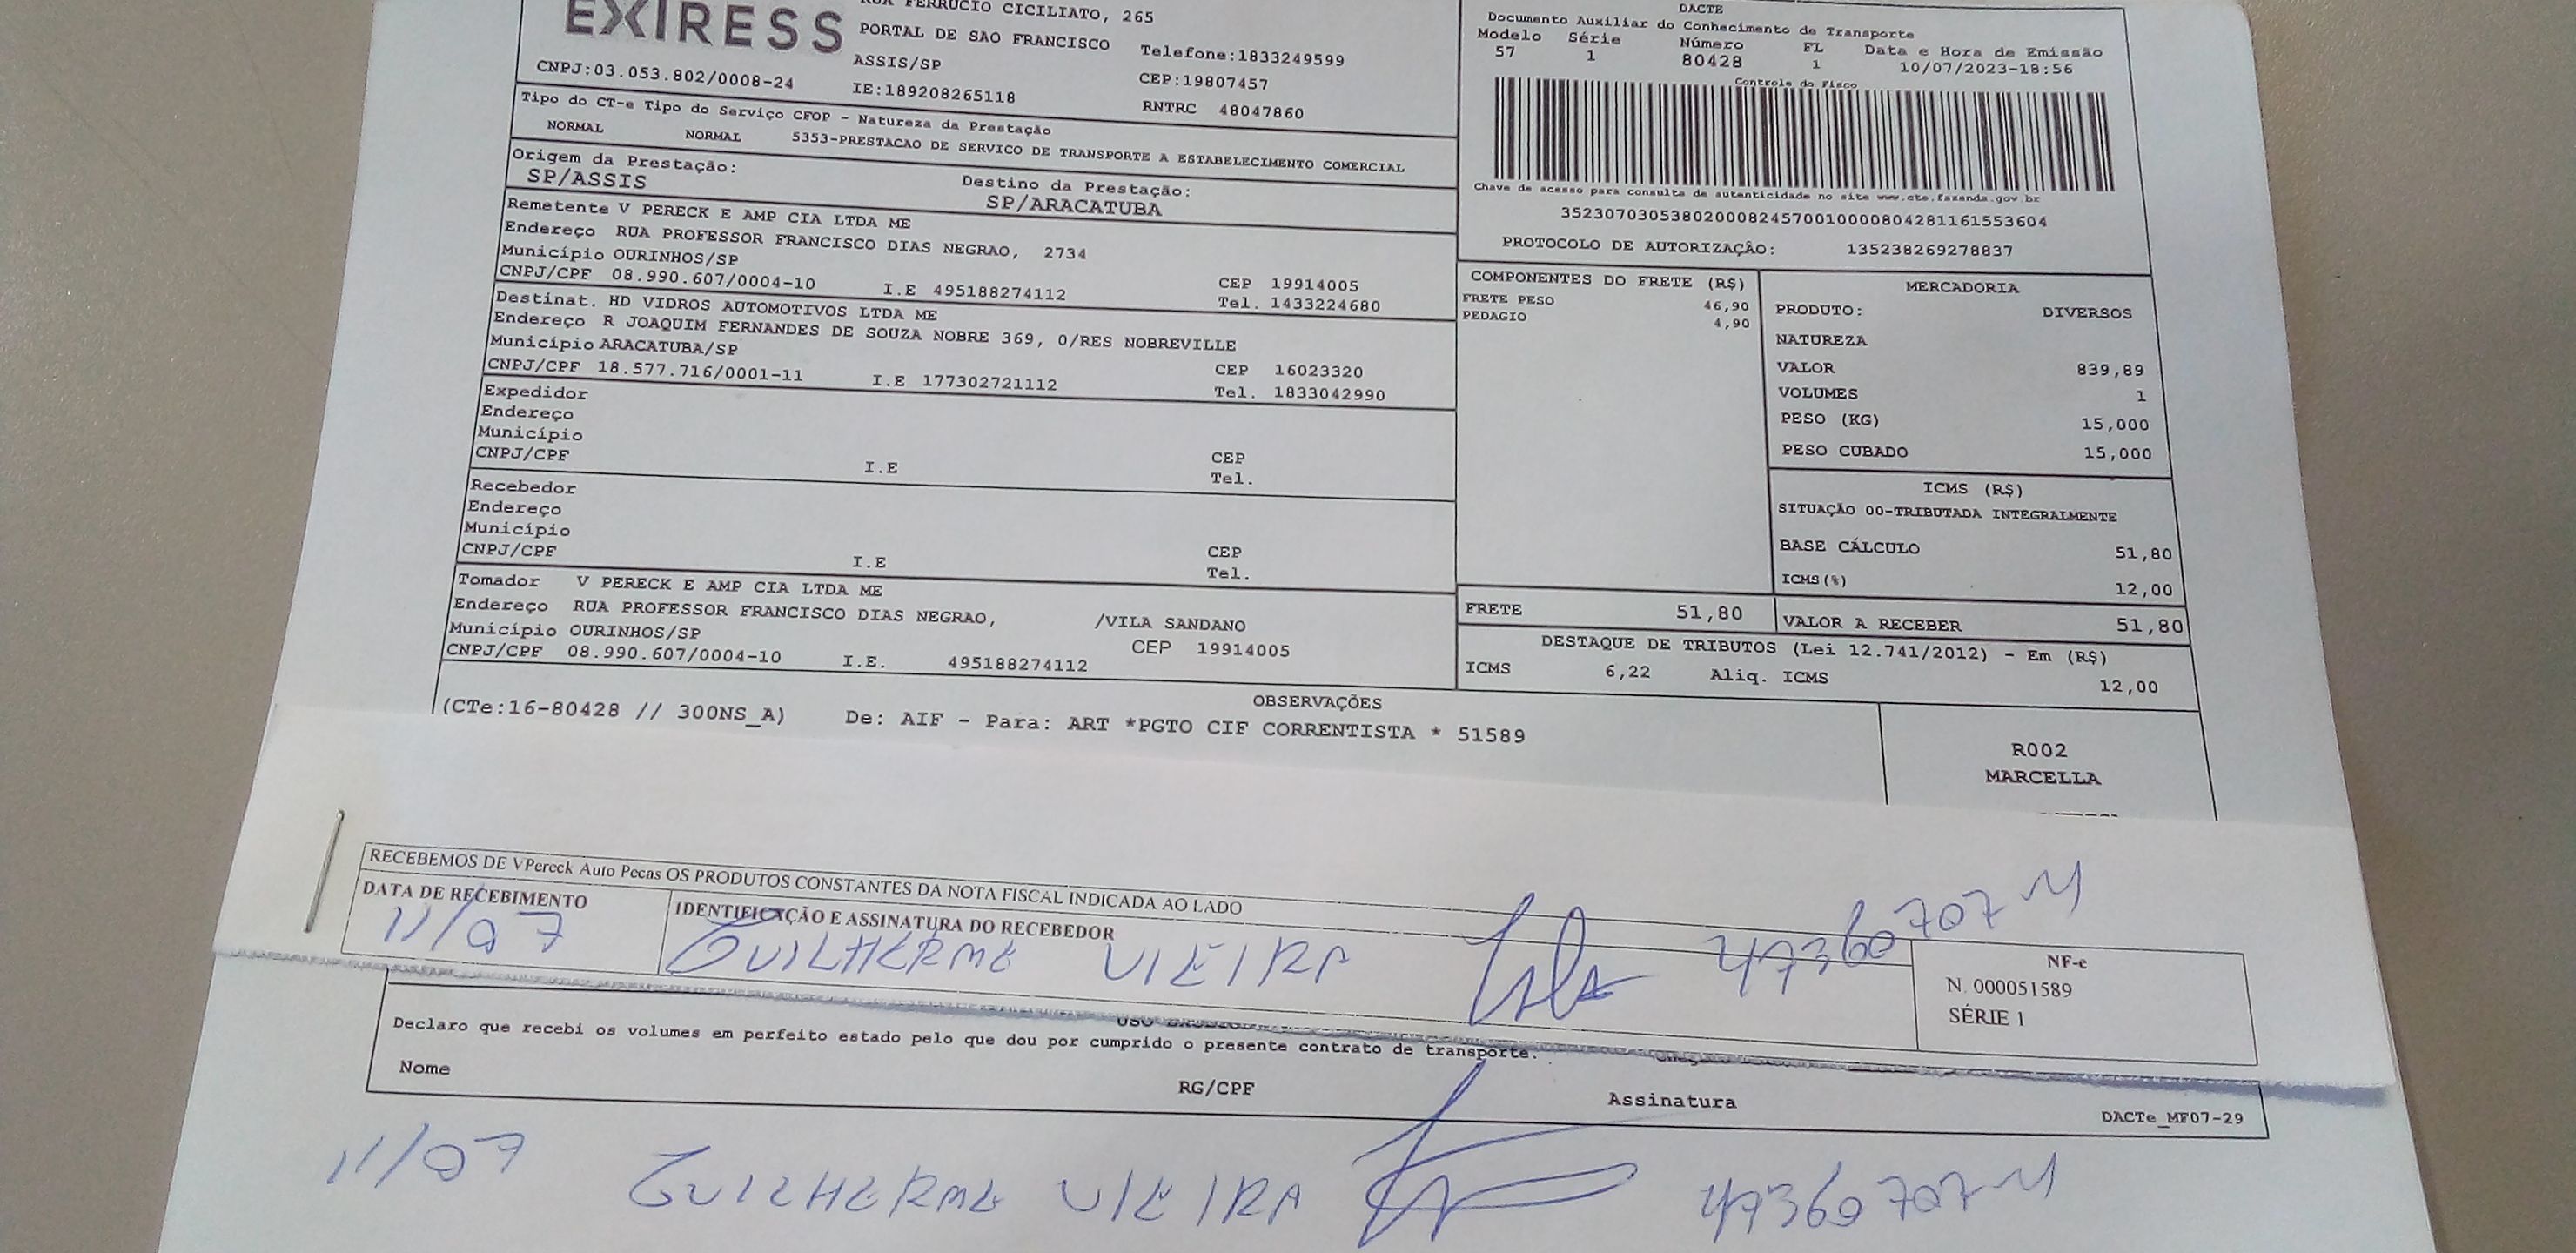 EXIRESS
RUA FERRUCIO CICILIATO, 265
PORTAL DE SAO FRANCISCO Telefone:1833249599
ASSIS/SP CEP:19807457
CNPJ:03.053.802/0008-24 IE:189208265118 RNTRC 48047860
Tipo do CT-e Tipo do Serviço CFOP - Natureza da Prestação
NORMAL NORMAL 5353-PRESTACAO DE SERVICO DE TRANSPORTE A ESTABELECIMENTO COMERCIAL
Origem da Prestação: Destino da Prestação:
SP/ASSIS SP/ARACATUBA
Remetente V PERECK E AMP CIA LTDA ME
Endereço RUA PROFESSOR FRANCISCO DIAS NEGRAO, 2734
Município OURINHOS/SP CEP 19914005
CNPJ/CPF 08.990.607/0004-10 I.E 495188274112 Tel. 1433224680
Destinat. HD VIDROS AUTOMOTIVOS LTDA ME
Endereço R JOAQUIM FERNANDES DE SOUZA NOBRE 369, 0/RES NOBREVILLE
Município ARACATUBA/SP CEP 16023320
CNPJ/CPF 18.577.716/0001-11 I.E 177302721112 Tel. 1833042990
Expedidor
Endereço
Município CEP
CNPJ/CPF I.E Tel.
Recebedor
Endereço
Município CEP
CNPJ/CPF I.E Tel.
Tomador V PERECK E AMP CIA LTDA ME
Endereço RUA PROFESSOR FRANCISCO DIAS NEGRAO, /VILA SANDANO
Município OURINHOS/SP CEP 19914005
CNPJ/CPF 08.990.607/0004-10 I.E. 495188274112
DACTE
Documento Auxiliar do Conhecimento de Transporte
Modelo Série Número FL Data e Hora de Emissão
57 1 80428 1 10/07/2023-18:56
Controle do Fisco
Chave de acesso para consulta de autenticidade no site www.cte.fazenda.gov.br
35230703053802000824570010000804281161553604
PROTOCOLO DE AUTORIZAÇÂO: 135238269278837
COMPONENTES DO FRETE (R$)
FRETE PESO 46,90
PEDAGIO 4,90
MERCADORIA
PRODUTO: DIVERSOS
NATUREZA
VALOR 839,89
VOLUMES 1
PESO (KG) 15,000
PESO CUBADO 15,000
ICMS (R$)
SITUAÇÃO 00-TRIBUTADA INTEGRALMENTE
BASE CÁLCULO 51,80
ICMS(%) 12,00
FRETE 51,80 VALOR A RECEBER 51,80
DESTAQUE DE TRIBUTOS (Lei 12.741/2012) - Em (R$)
ICMS 6,22 Aliq. ICMS 12,00
OBSERVAÇÕES
(CTe:16-80428 // 300NS_A) De: AIF - Para: ART *PGTO CIF CORRENTISTA * 51589
R002
MARCELLA
RECEBEMOS DE VPereck Auto Pecas OS PRODUTOS CONSTANTES DA NOTA FISCAL INDICADA AO LADO
DATA DE RECEBIMENTO IDENTIFICAÇÃO E ASSINATURA DO RECEBEDOR
11/07 GUILHERME VIEIRA
NF-e
N. 000051589
SÉRIE 1
Declaro que recebi os volumes em perfeito estado pelo que dou por cumprido o presente contrato de transporte.
Nome RG/CPF Assinatura
DACTe_MF07-29
11/07 GUILHERME VIEIRA